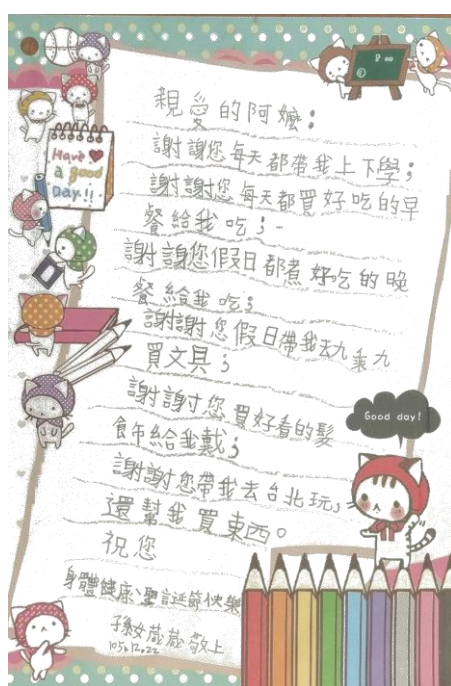 Have
a good
Day!!
親愛的阿嬤：
謝謝您每天都帶我上下學；
謝謝您每天都買好吃的早
餐給我吃；
謝謝您假日都煮好吃的晚
餐給我吃；
謝謝您假日帶我去九乘九
買文具；
謝謝您買好看的髮
飾給我戴；
謝謝您帶我去台北玩，
還幫我買東西。
祝您
身體健康、聖誕節快樂
孫女 敬上
105.12.22
Good day!